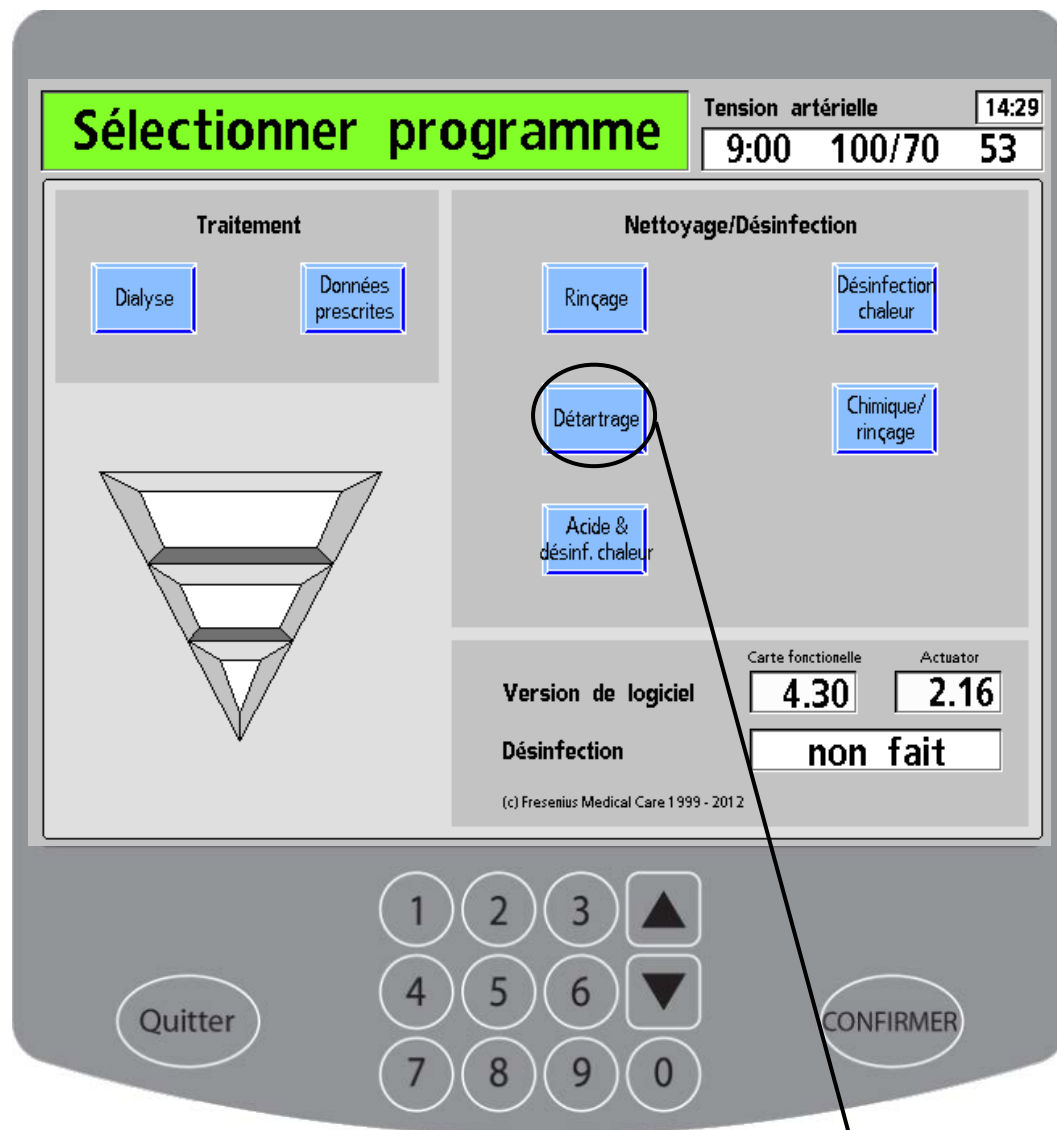 Sélectionner programme
Tension artérielle
14:29
9:00 100/70 53
Traitement
Dialyse
Données
prescrites
Nettoyage/Désinfection
Rinçage
Désinfection
chaleur
Détartrage
Chimique/
rinçage
Acide &
désinf. chaleur
Carte fonctionelle
Actuator
Version de logiciel
4.30
2.16
Désinfection
non fait
(c) Fresenius Medical Care 1999 - 2012
1 2 3
4 5 6
Quitter
CONFIRMER
7 8 9 0